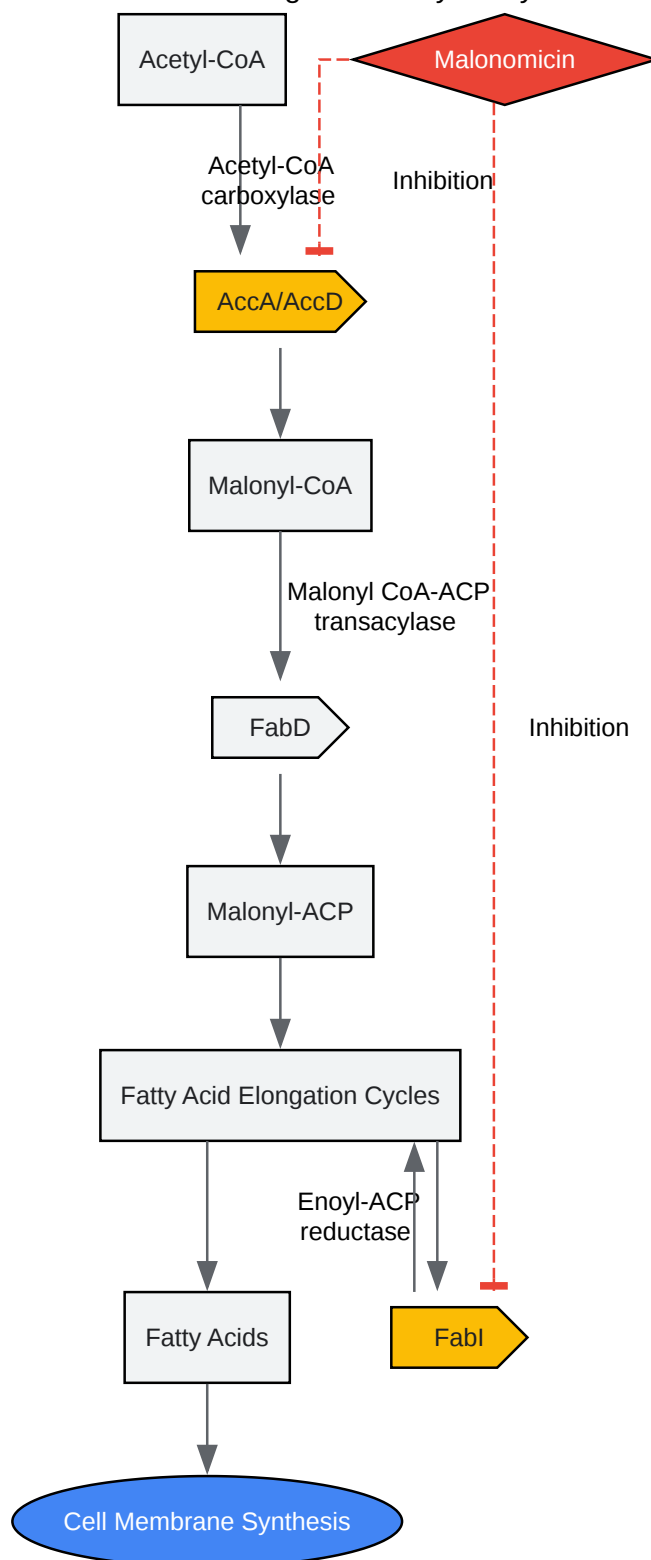 Acetyl-CoA
Malonomicin
Acetyl-CoA
carboxylase
Inhibition
AccA/AccD
Malonyl-CoA
Malonyl CoA-ACP
transacylase
FabD
Inhibition
Malonyl-ACP
Fatty Acid Elongation Cycles
Enoyl-ACP
reductase
Fatty Acids
FabI
Cell Membrane Synthesis